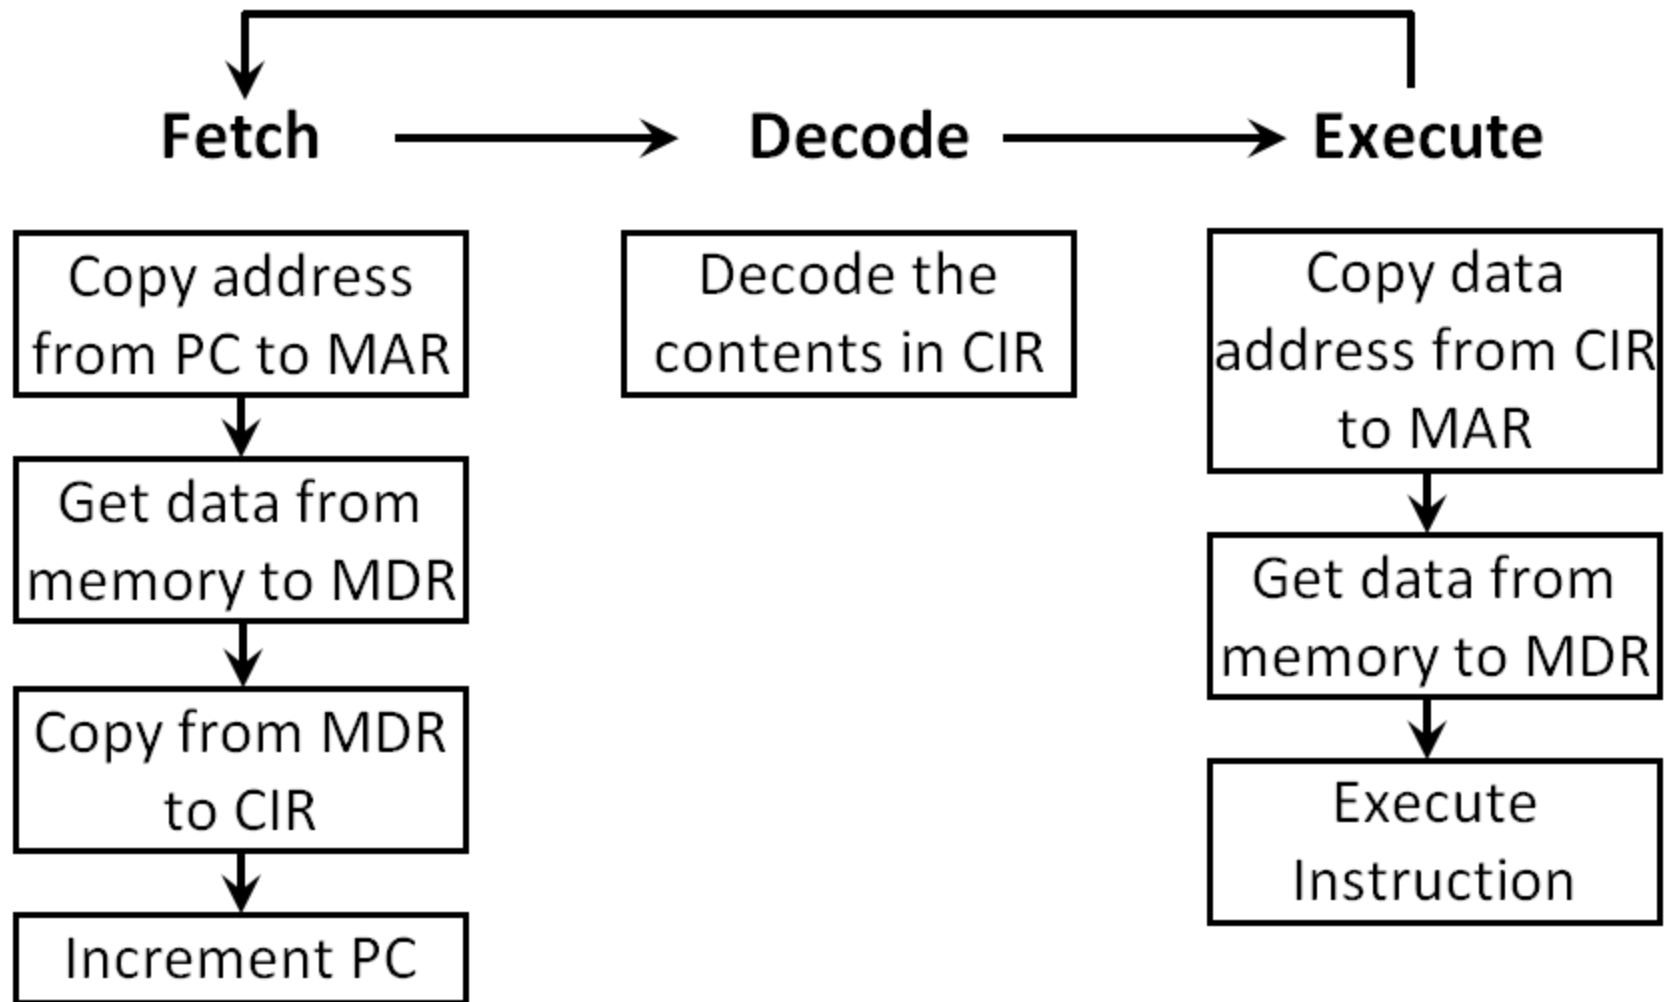 Fetch
Decode
Execute
Copy address
from PC to MAR
Get data from
memory to MDR
Copy from MDR
to CIR
Increment PC
Decode the
contents in CIR
Copy data
address from CIR
to MAR
Get data from
memory to MDR
Execute
Instruction